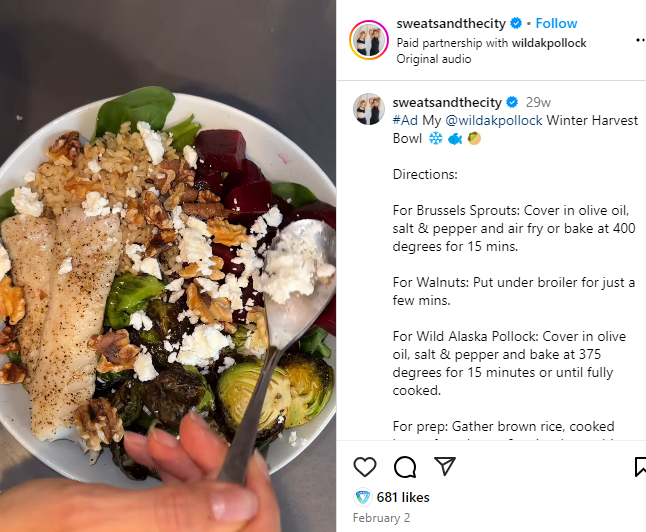 sweatsandthecity • Follow
Paid partnership with wildakpollock
Original audio
sweatsandthecity 29w
#Ad My @wildakpollock Winter Harvest
Bowl ❄️ 🐟 🥙
Directions:
For Brussels Sprouts: Cover in olive oil,
salt & pepper and air fry or bake at 400
degrees for 15 mins.
For Walnuts: Put under broiler for just a
few mins.
For Wild Alaska Pollock: Cover in olive
oil, salt & pepper and bake at 375
degrees for 15 minutes or until fully
cooked.
For prep: Gather brown rice, cooked
681 likes
February 2